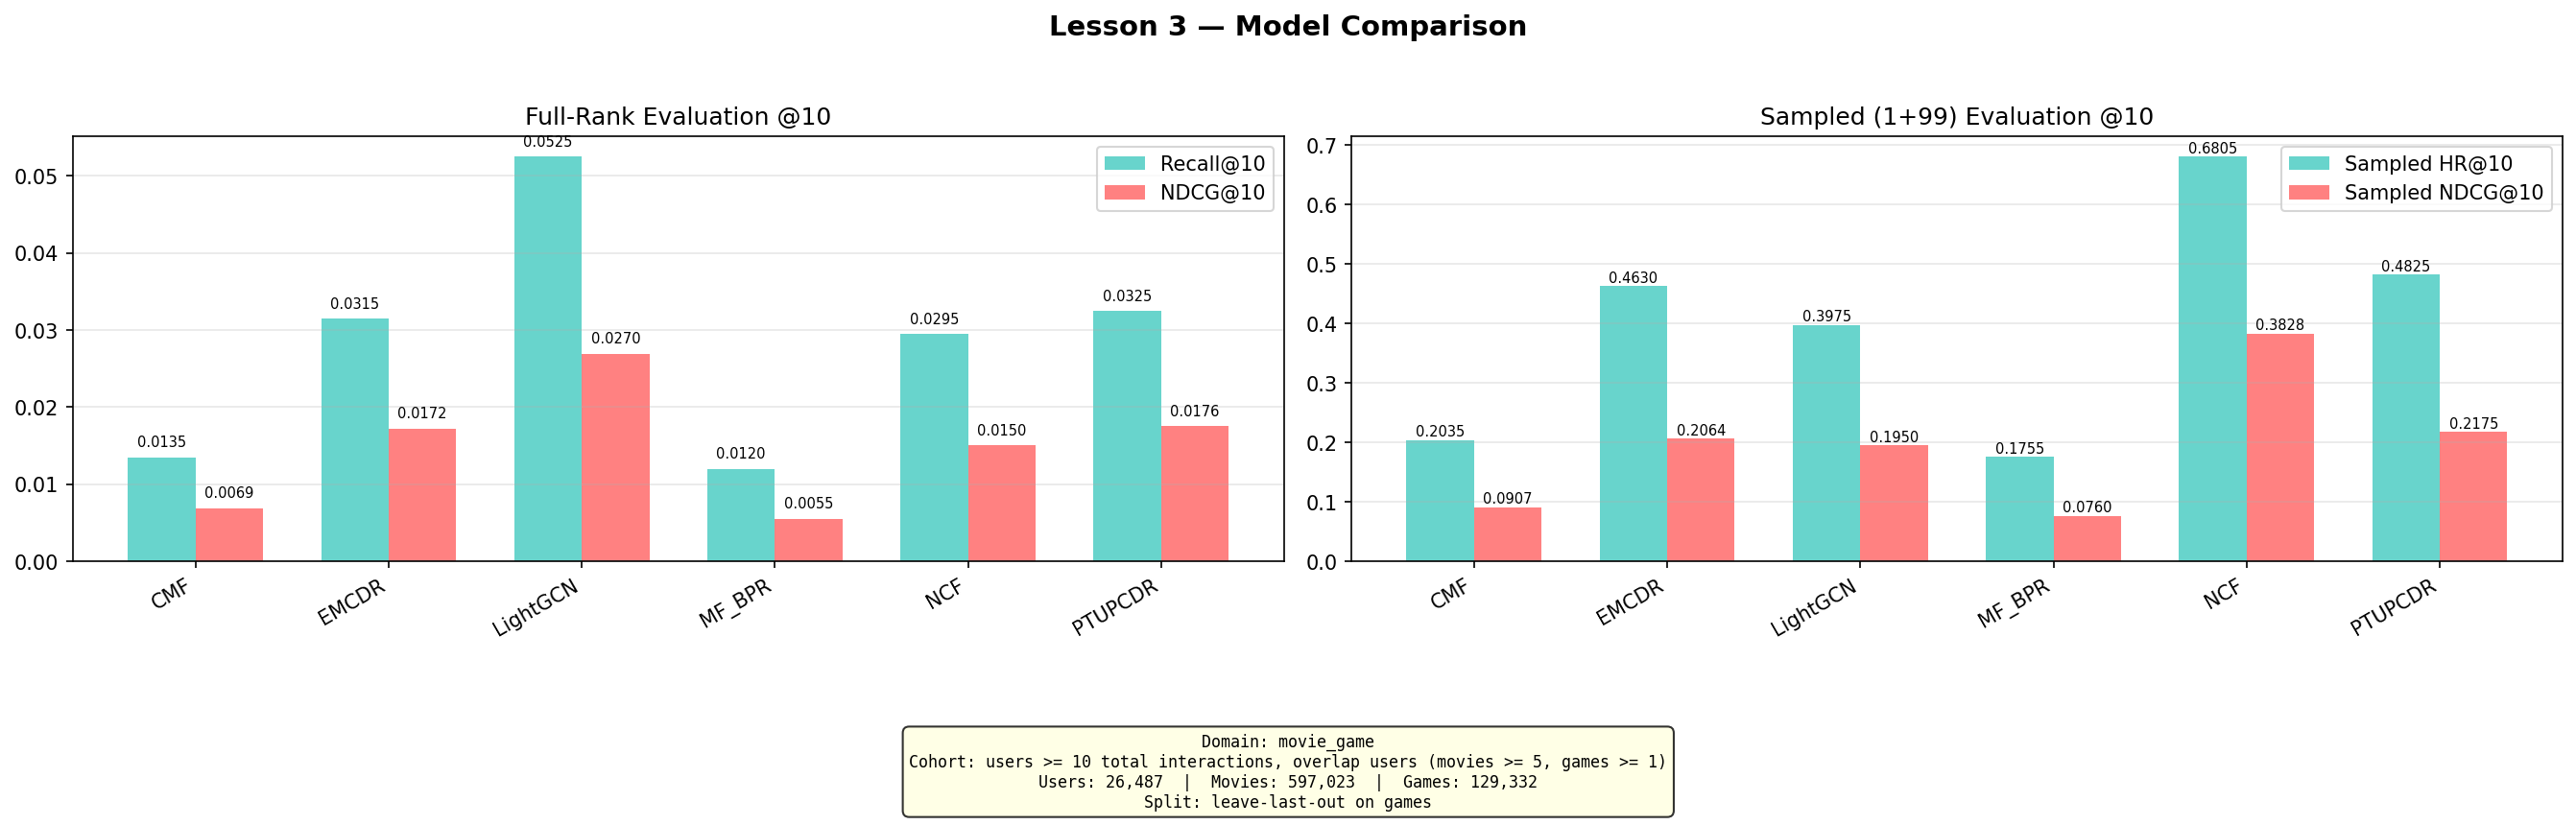 Lesson 3 — Model Comparison
Full-Rank Evaluation @10
0.05
0.04
0.03
0.02
0.01
0.00
0.0135
0.0069
0.0315
0.0172
0.0525
0.0270
0.0120
0.0055
0.0295
0.0150
0.0325
0.0176
Recall@10
NDCG@10
CMF
EMCDR
LightGCN
MF_BPR
NCF
PTUPCDR
Sampled (1+99) Evaluation @10
0.7
0.6
0.5
0.4
0.3
0.2
0.1
0.0
0.2035
0.0907
0.4630
0.2064
0.3975
0.1950
0.1755
0.0760
0.6805
0.3828
0.4825
0.2175
Sampled HR@10
Sampled NDCG@10
CMF
EMCDR
LightGCN
MF_BPR
NCF
PTUPCDR
Domain: movie_game
Cohort: users >= 10 total interactions, overlap users (movies >= 5, games >= 1)
Users: 26,487 | Movies: 597,023 | Games: 129,332
Split: leave-last-out on games